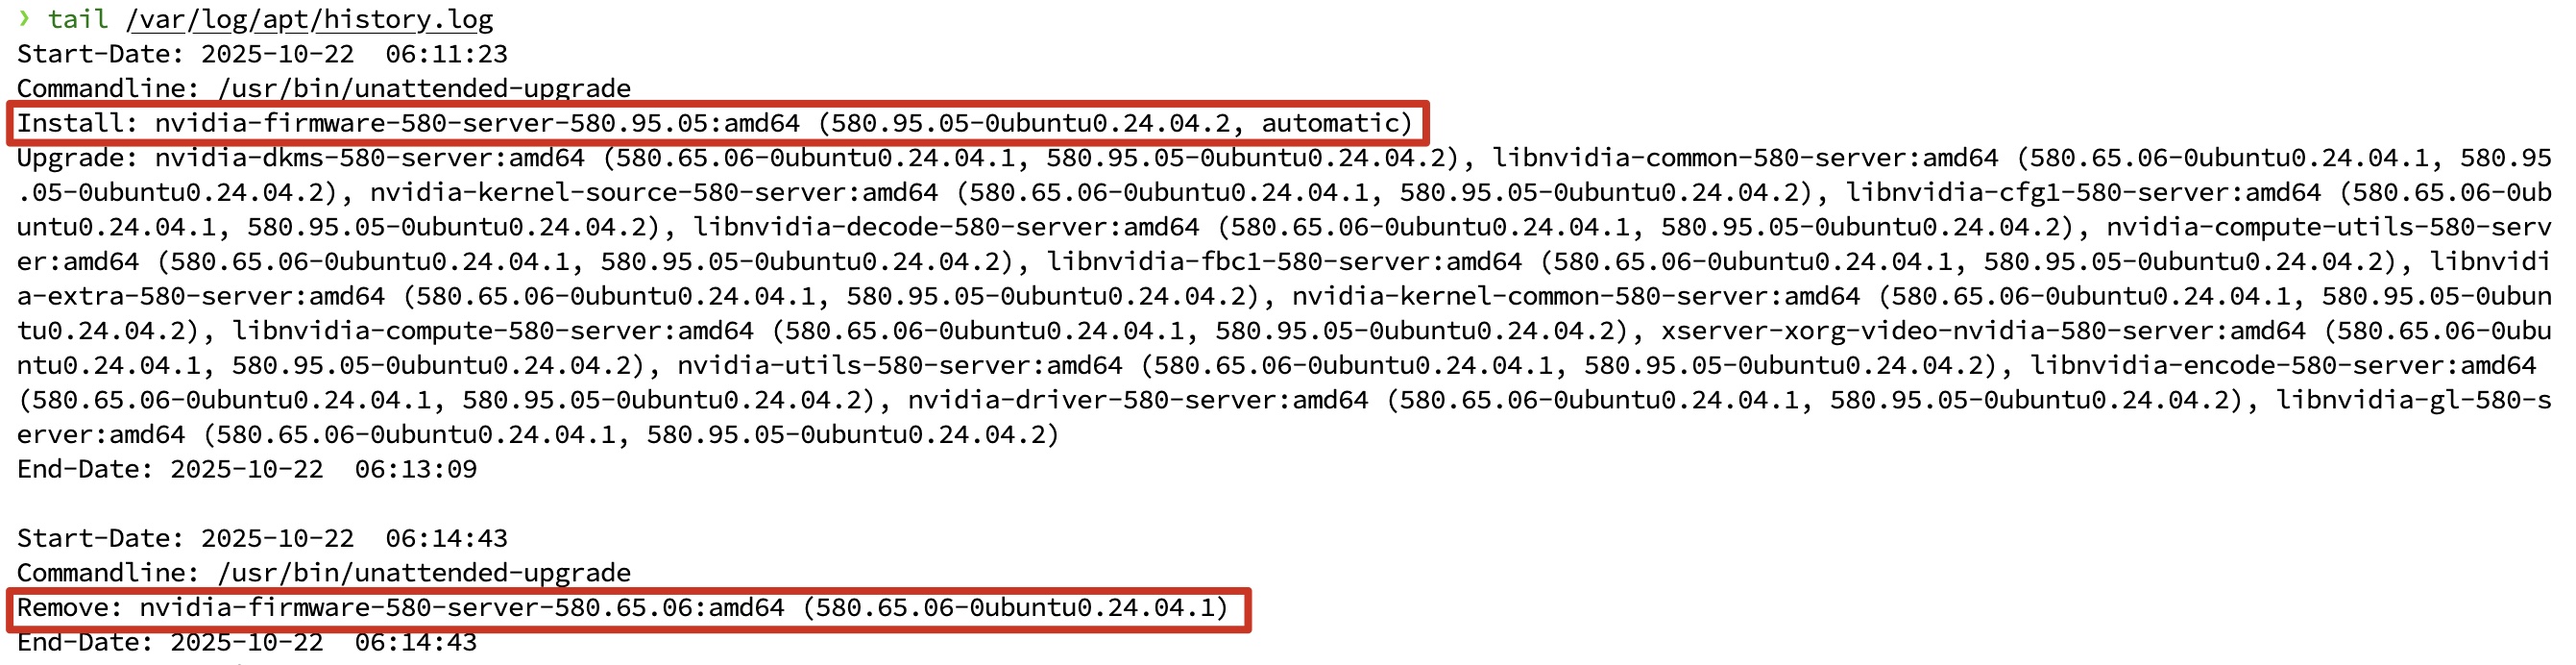 ❯ tail /var/log/apt/history.log
Start-Date: 2025-10-22  06:11:23
Commandline: /usr/bin/unattended-upgrade
Install: nvidia-firmware-580-server-580.95.05:amd64 (580.95.05-0ubuntu0.24.04.2, automatic)
Upgrade: nvidia-dkms-580-server:amd64 (580.65.06-0ubuntu0.24.04.1, 580.95.05-0ubuntu0.24.04.2), libnvidia-common-580-server:amd64 (580.65.06-0ubuntu0.24.04.1, 580.95
.05-0ubuntu0.24.04.2), nvidia-kernel-source-580-server:amd64 (580.65.06-0ubuntu0.24.04.1, 580.95.05-0ubuntu0.24.04.2), libnvidia-cfg1-580-server:amd64 (580.65.06-0ub
untu0.24.04.1, 580.95.05-0ubuntu0.24.04.2), libnvidia-decode-580-server:amd64 (580.65.06-0ubuntu0.24.04.1, 580.95.05-0ubuntu0.24.04.2), nvidia-compute-utils-580-serv
er:amd64 (580.65.06-0ubuntu0.24.04.1, 580.95.05-0ubuntu0.24.04.2), libnvidia-fbc1-580-server:amd64 (580.65.06-0ubuntu0.24.04.1, 580.95.05-0ubuntu0.24.04.2), libnvidi
a-extra-580-server:amd64 (580.65.06-0ubuntu0.24.04.1, 580.95.05-0ubuntu0.24.04.2), nvidia-kernel-common-580-server:amd64 (580.65.06-0ubuntu0.24.04.1, 580.95.05-0ubun
tu0.24.04.2), libnvidia-compute-580-server:amd64 (580.65.06-0ubuntu0.24.04.1, 580.95.05-0ubuntu0.24.04.2), xserver-xorg-video-nvidia-580-server:amd64 (580.65.06-0ubu
ntu0.24.04.1, 580.95.05-0ubuntu0.24.04.2), nvidia-utils-580-server:amd64 (580.65.06-0ubuntu0.24.04.1, 580.95.05-0ubuntu0.24.04.2), libnvidia-encode-580-server:amd64
(580.65.06-0ubuntu0.24.04.1, 580.95.05-0ubuntu0.24.04.2), nvidia-driver-580-server:amd64 (580.65.06-0ubuntu0.24.04.1, 580.95.05-0ubuntu0.24.04.2), libnvidia-gl-580-s
erver:amd64 (580.65.06-0ubuntu0.24.04.1, 580.95.05-0ubuntu0.24.04.2)
End-Date: 2025-10-22  06:13:09
Start-Date: 2025-10-22  06:14:43
Commandline: /usr/bin/unattended-upgrade
Remove: nvidia-firmware-580-server-580.65.06:amd64 (580.65.06-0ubuntu0.24.04.1)
End-Date: 2025-10-22  06:14:43